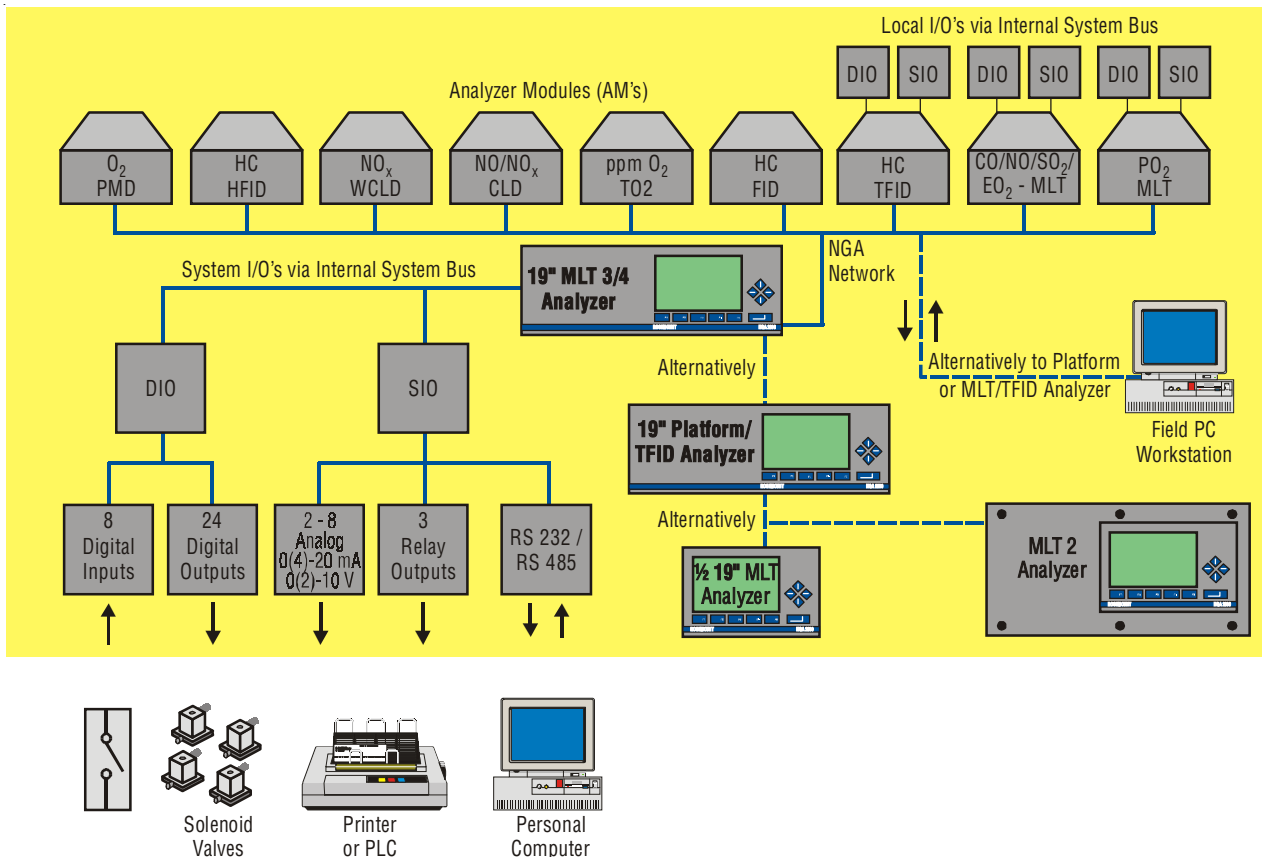 Local I/O's via Internal System Bus
DIO SIO DIO SIO DIO SIO
Analyzer Modules (AM's)
O2
PMD
HC
HFID
NOx
WCLD
NO/NOx
CLD
ppm O2
TO2
HC
FID
HC
TFID
CO/NO/SO2/
EO2 - MLT
PO2
MLT
NGA
Network
System I/O's via Internal System Bus
19" MLT 3/4
Analyzer
DIO
SIO
Alternatively
Alternatively to Platform
or MLT/TFID Analyzer
Field PC
Workstation
19" Platform/
TFID Analyzer
Alternatively
8
Digital
Inputs
24
Digital
Outputs
2 - 8
Analog
0(4)-20 mA
0(2)-10 V
3
Relay
Outputs
RS 232 /
RS 485
½ 19" MLT
Analyzer
MLT 2
Analyzer
Solenoid
Valves
Printer
or PLC
Personal
Computer